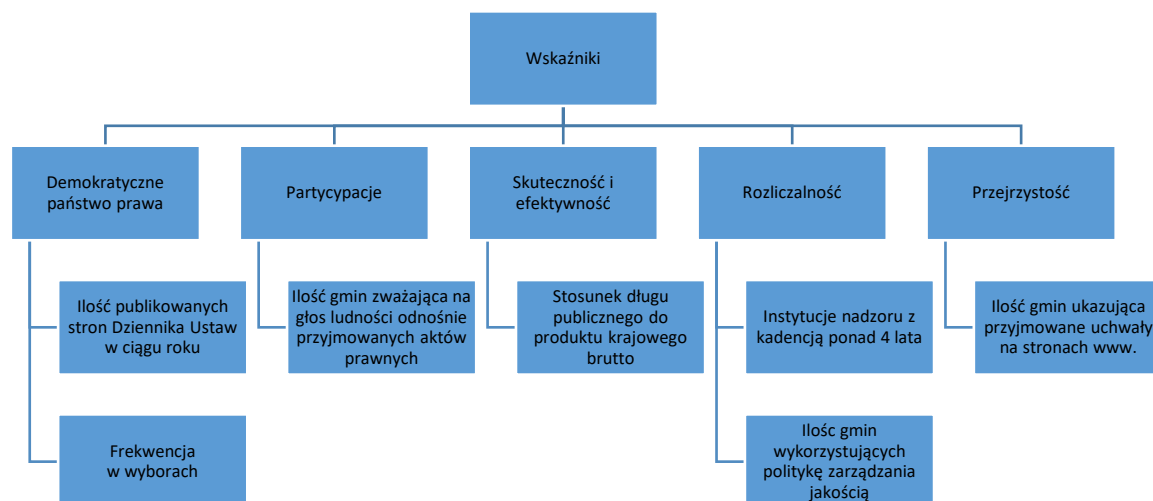 Wskaźniki
Demokratyczne
państwo prawa
Partycypacje
Skuteczność i
efektywność
Rozliczalność
Przejrzystość
Ilość publikowanych
stron Dziennika Ustaw
w ciągu roku
Ilość gmin zważająca na
głos ludności odnośnie
przyjmowanych aktów
prawnych
Stosunek długu
publicznego do
produktu krajowego
brutto
Instytucje nadzoru z
kadencją ponad 4 lata
Ilość gmin ukazująca
przyjmowane uchwały
na stronach www.
Frekwencja
w wyborach
Ilośc gmin
wykorzystujących
politykę zarządzania
jakością